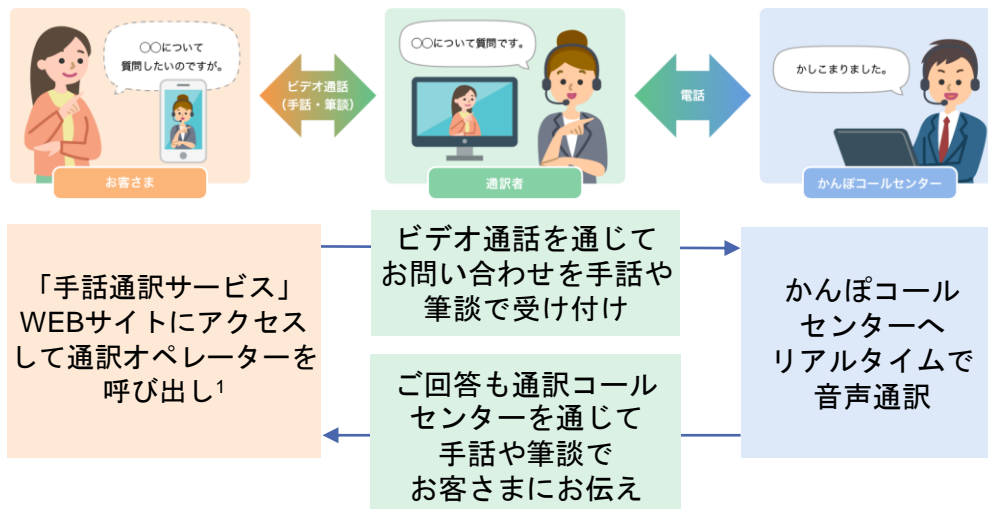 ○○について
質問したいのですが。
ビデオ通話
（手話・筆談）
○○について質問です。
電話
かしこまりました。
お客さま
通訳者
かんぽコールセンター
「手話通訳サービス」
WEBサイトにアクセス
して通訳オペレーターを
呼び出し¹
ビデオ通話を通じて
お問い合わせを手話や
筆談で受け付け
かんぽコール
センターへ
リアルタイムで
音声通訳
ご回答も通訳コール
センターを通じて
手話や筆談で
お客さまにお伝え